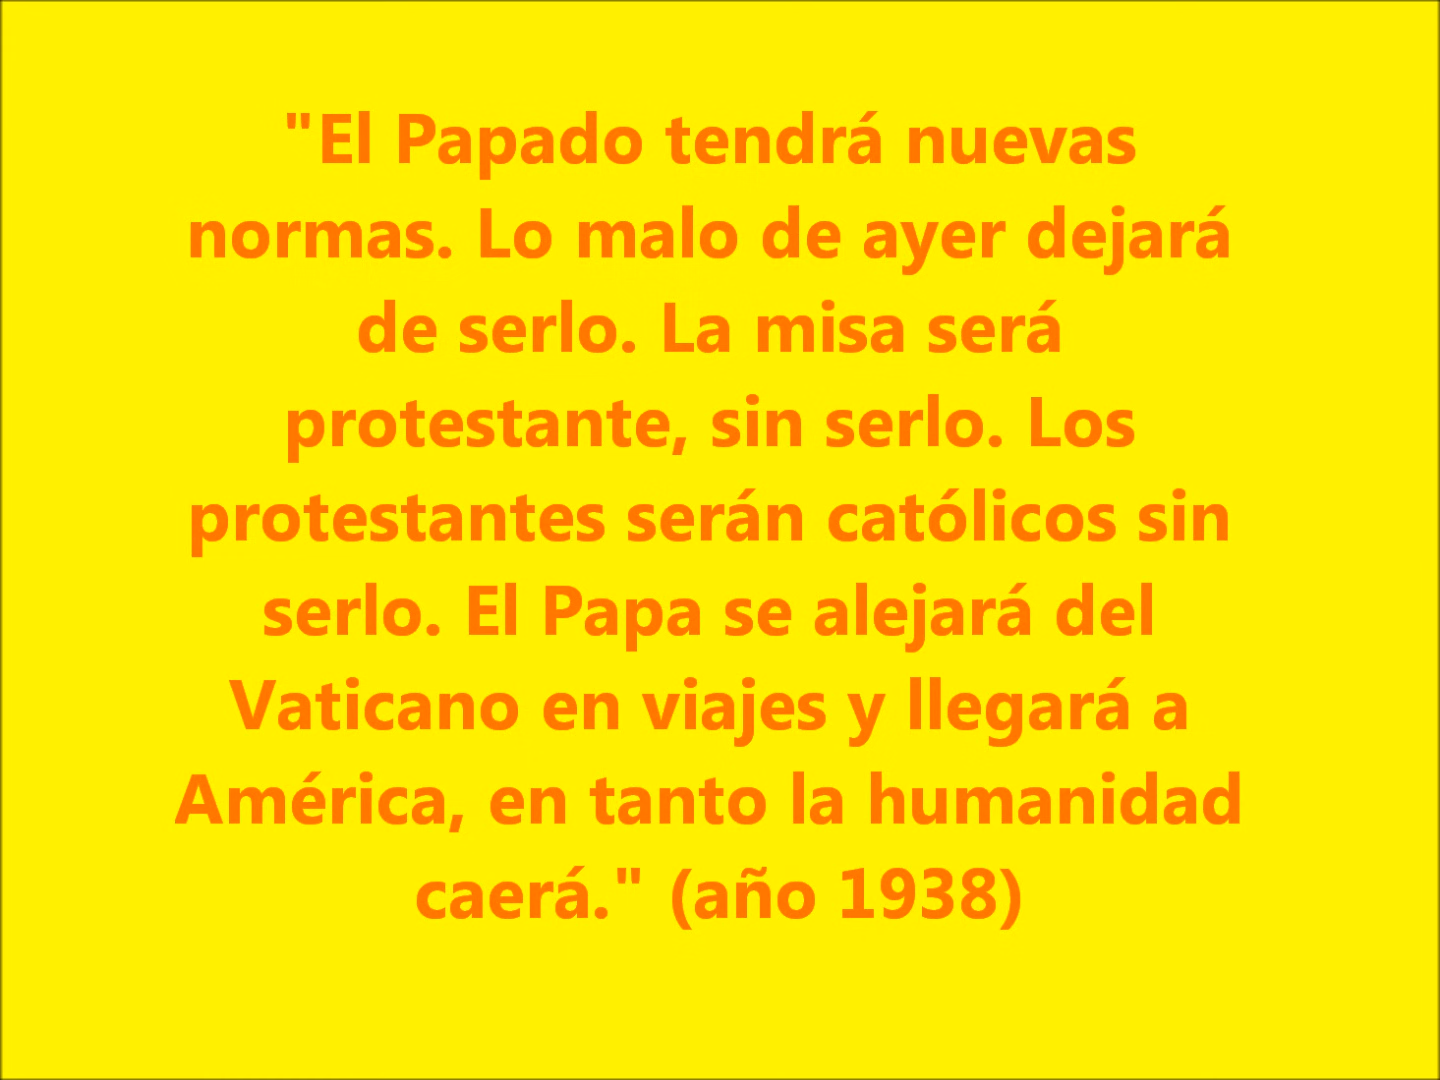 "El Papado tendrá nuevas
normas. Lo malo de ayer dejará
de serlo. La misa será
protestante, sin serlo. Los
protestantes serán católicos sin
serlo. El Papa se alejará del
Vaticano en viajes y llegará a
América, en tanto la humanidad
caerá." (año 1938)